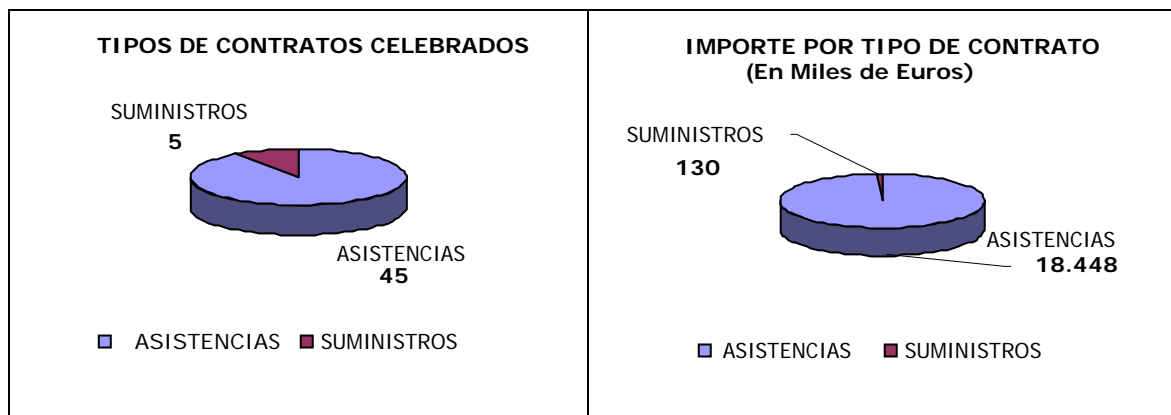 TIPOS DE CONTRATOS CELEBRADOS
SUMINISTROS
5
ASISTENCIAS
45
ASISTENCIAS SUMINISTROS
IMPORTE POR TIPO DE CONTRATO
(En Miles de Euros)
SUMINISTROS
130
ASISTENCIAS
18.448
ASISTENCIAS SUMINISTROS